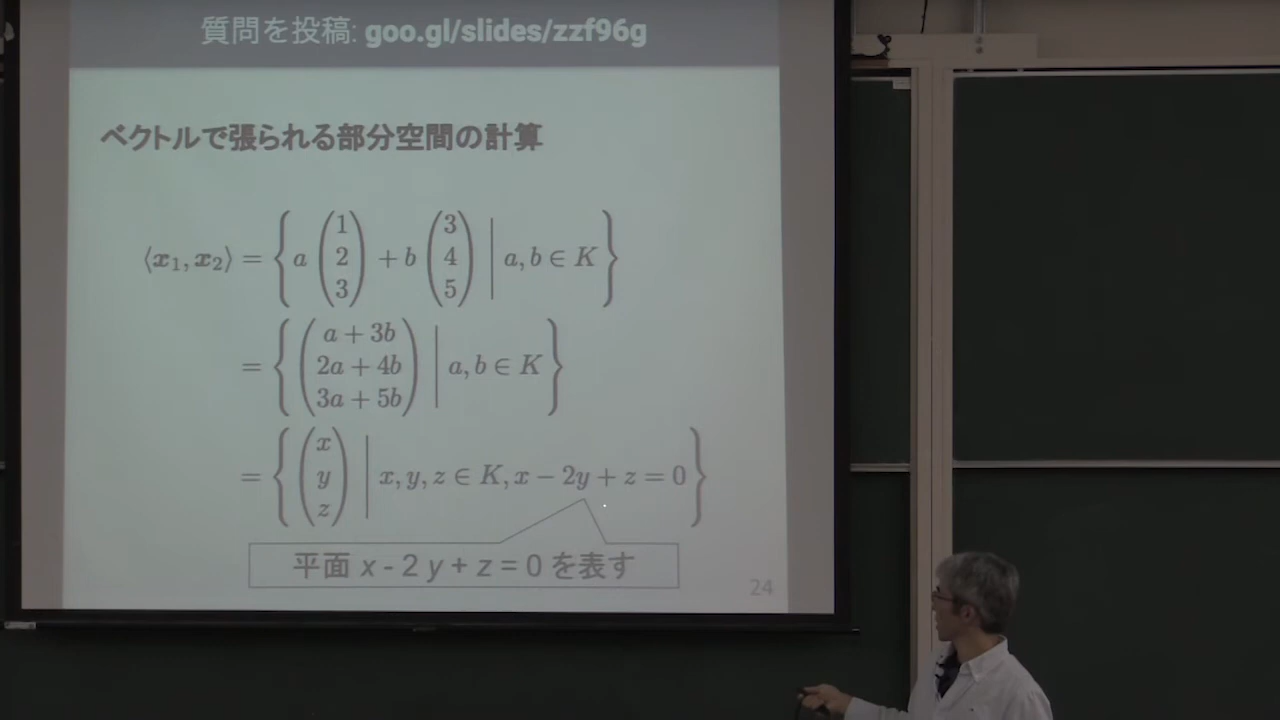 質問を投稿: goo.gl/slides/zzf96g
ベクトルで張られる部分空間の計算
⟨x₁, x₂⟩ = { a (1 2 3) + b (3 4 5) | a, b ∈ K }
= { (a + 3b 2a + 4b 3a + 5b) | a, b ∈ K }
= { (x y z) | x, y, z ∈ K, x − 2y + z = 0 }
平面 x - 2 y + z = 0 を表す
24